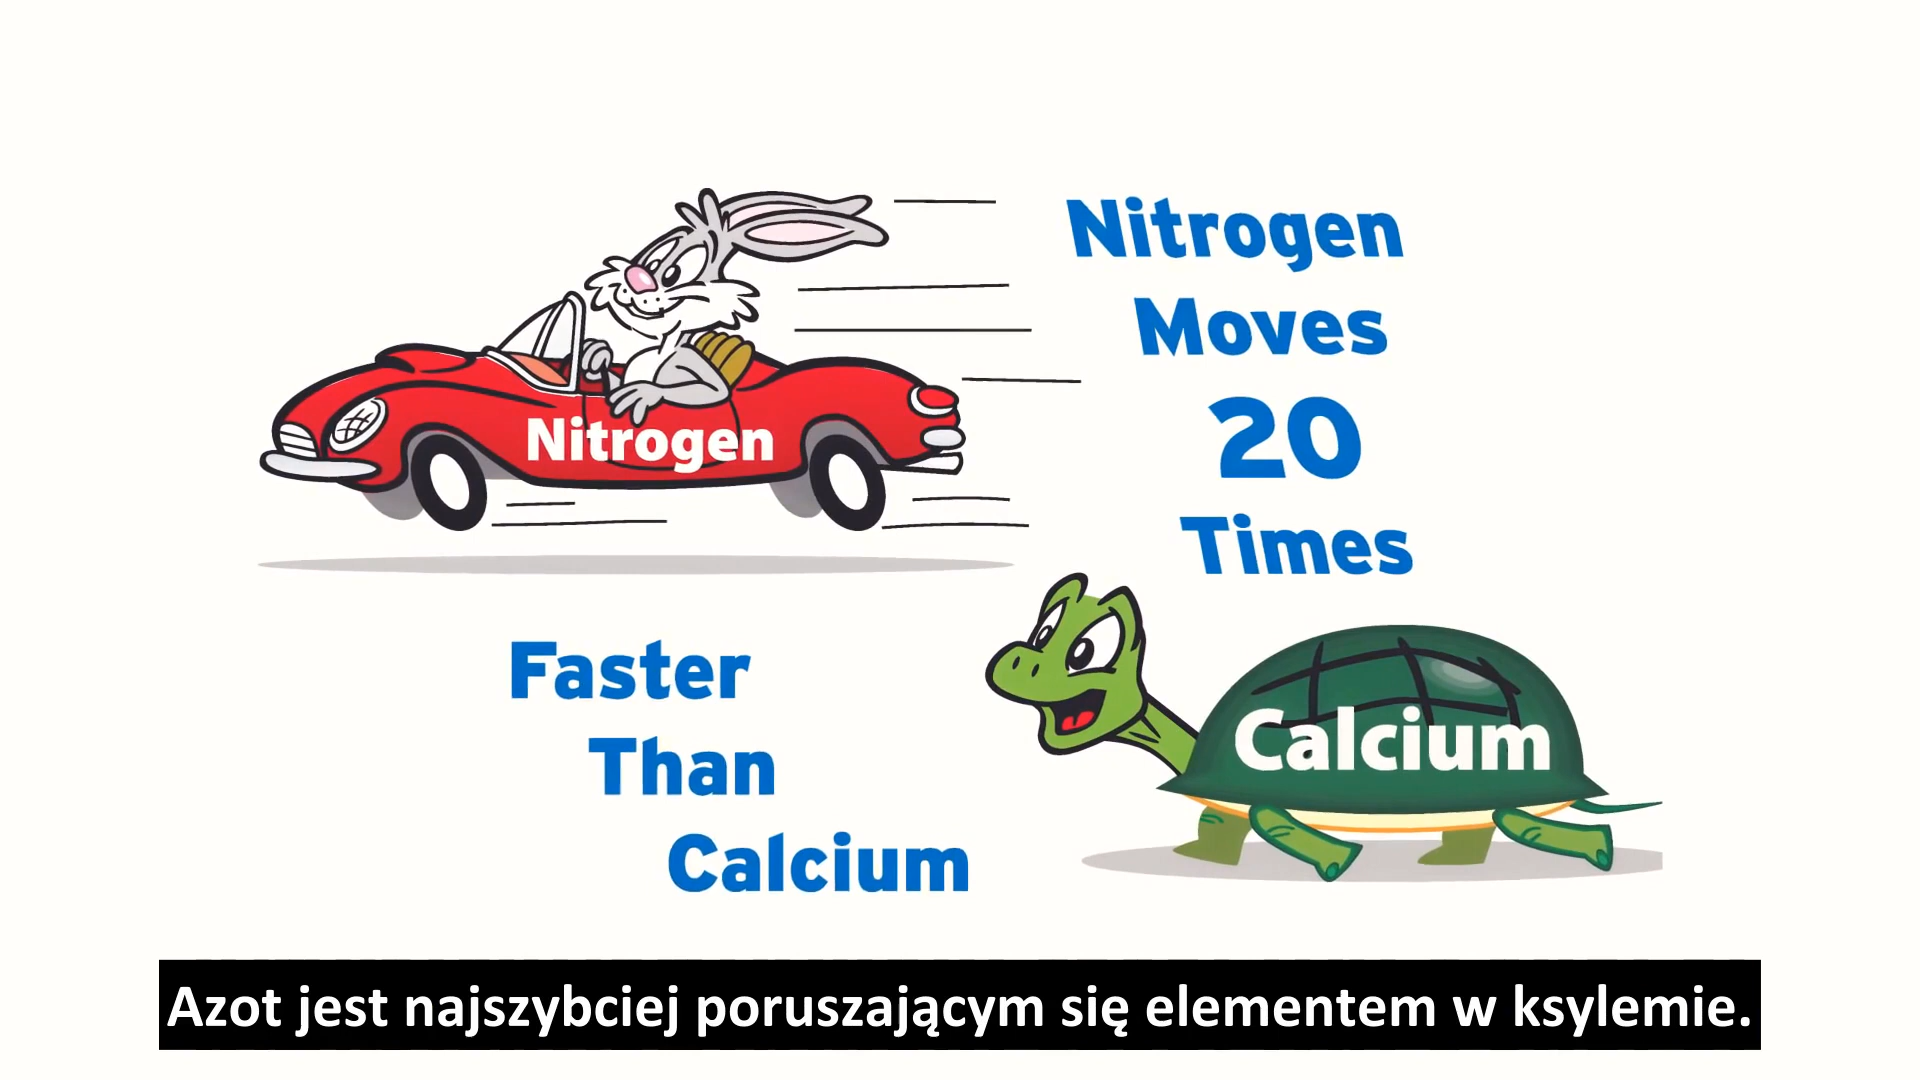 Nitrogen
Moves
20
Times
Nitrogen
Faster
Than
Calcium
Calcium
Azot jest najszybciej poruszającym się elementem w ksylemie.